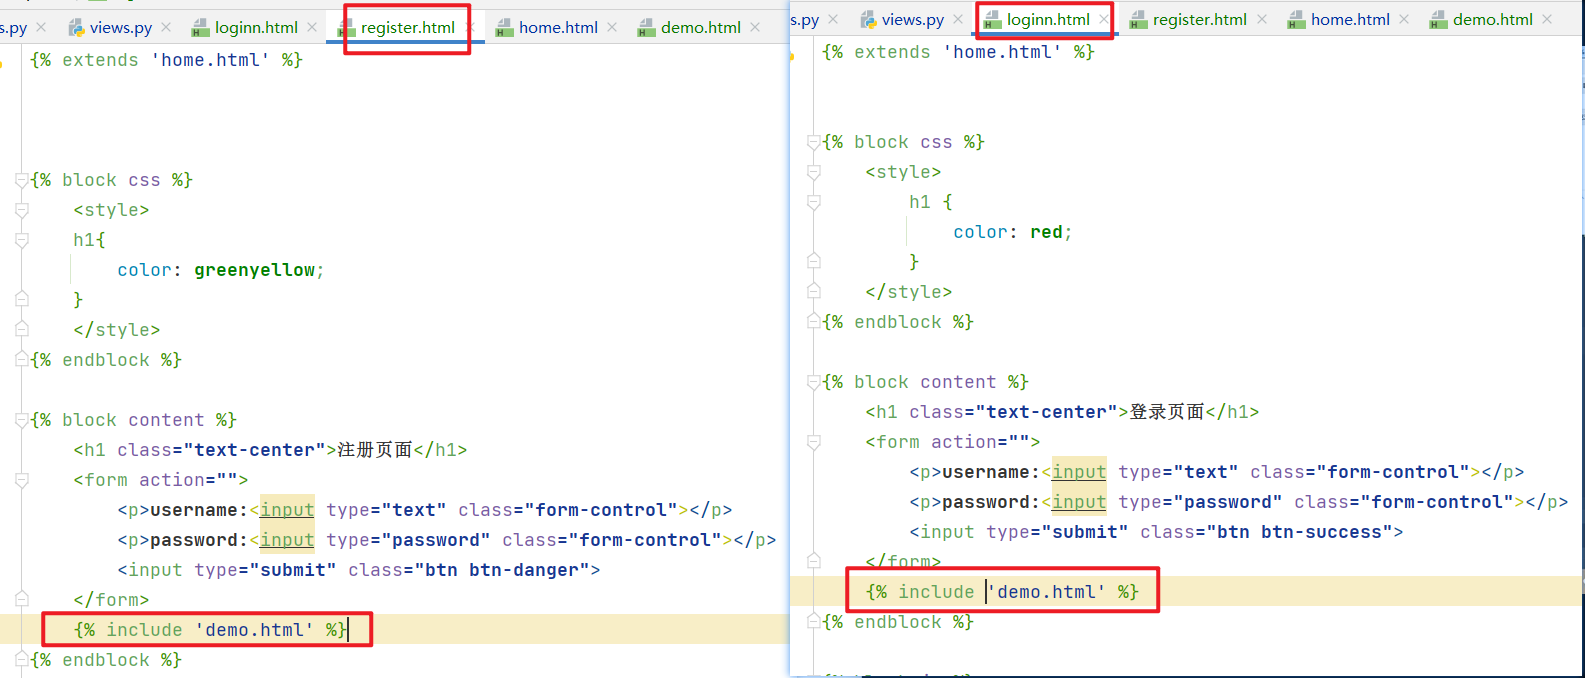 s.py
views.py
loginn.html
register.html
home.html
demo.html
{% extends 'home.html' %}
{% block css %}
<style>
h1{
color: greenyellow;
}
</style>
{% endblock %}
{% block content %}
<h1 class="text-center">注册页面</h1>
<form action="">
<p>username:<input type="text" class="form-control"></p>
<p>password:<input type="password" class="form-control"></p>
<input type="submit" class="btn btn-danger">
</form>
{% include 'demo.html' %}
{% endblock %}
s.py
views.py
loginn.html
register.html
home.html
demo.html
{% extends 'home.html' %}
{% block css %}
<style>
h1 {
color: red;
}
</style>
{% endblock %}
{% block content %}
<h1 class="text-center">登录页面</h1>
<form action="">
<p>username:<input type="text" class="form-control"></p>
<p>password:<input type="password" class="form-control"></p>
<input type="submit" class="btn btn-success">
</form>
{% include 'demo.html' %}
{% endblock %}